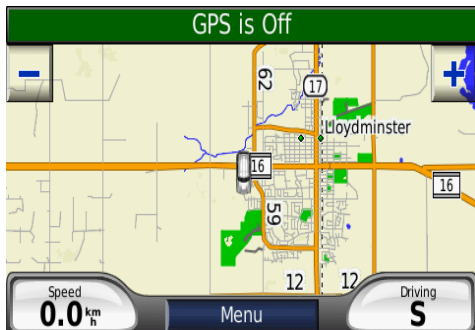 GPS is Off
−
+
62
17
Lloydminster
16
16
59
12
12
Speed
0.0 km/h
Menu
Driving
S